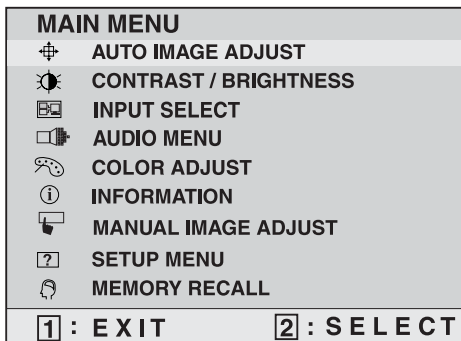 MAIN MENU
AUTO IMAGE ADJUST
CONTRAST / BRIGHTNESS
INPUT SELECT
AUDIO MENU
COLOR ADJUST
INFORMATION
MANUAL IMAGE ADJUST
? SETUP MENU
MEMORY RECALL
1 : EXIT 2 : SELECT